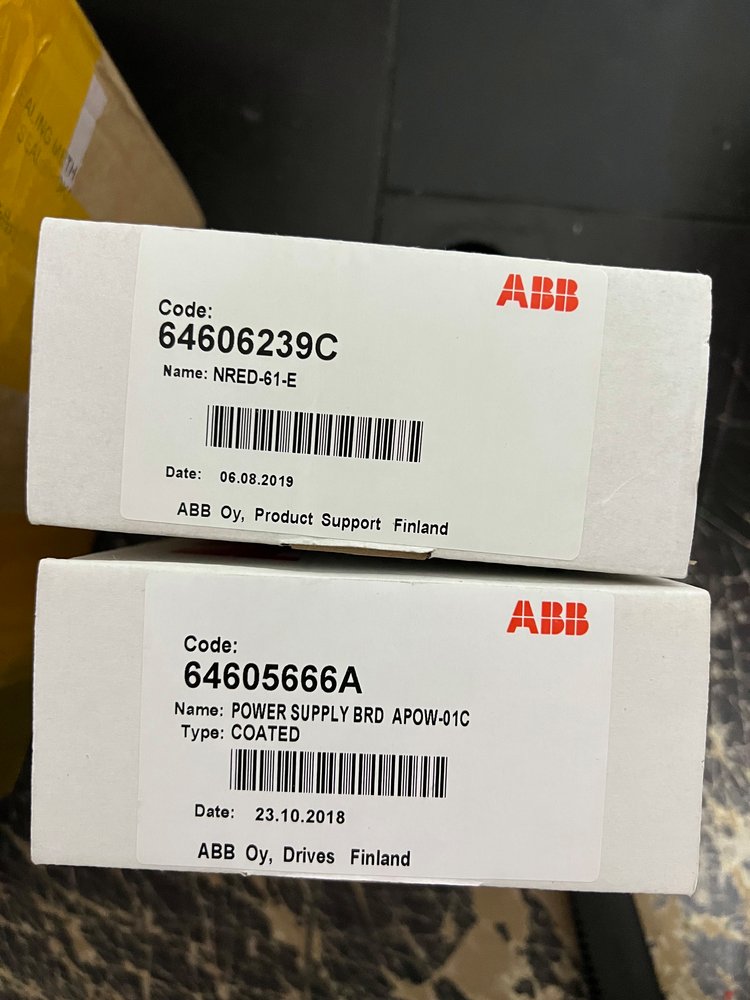 ABB
Code:
64606239C
Name: NRED-61-E
Date: 06.08.2019
ABB Oy, Product Support Finland
ABB
Code:
64605666A
Name: POWER SUPPLY BRD APOW-01C
Type: COATED
Date: 23.10.2018
ABB Oy, Drives Finland